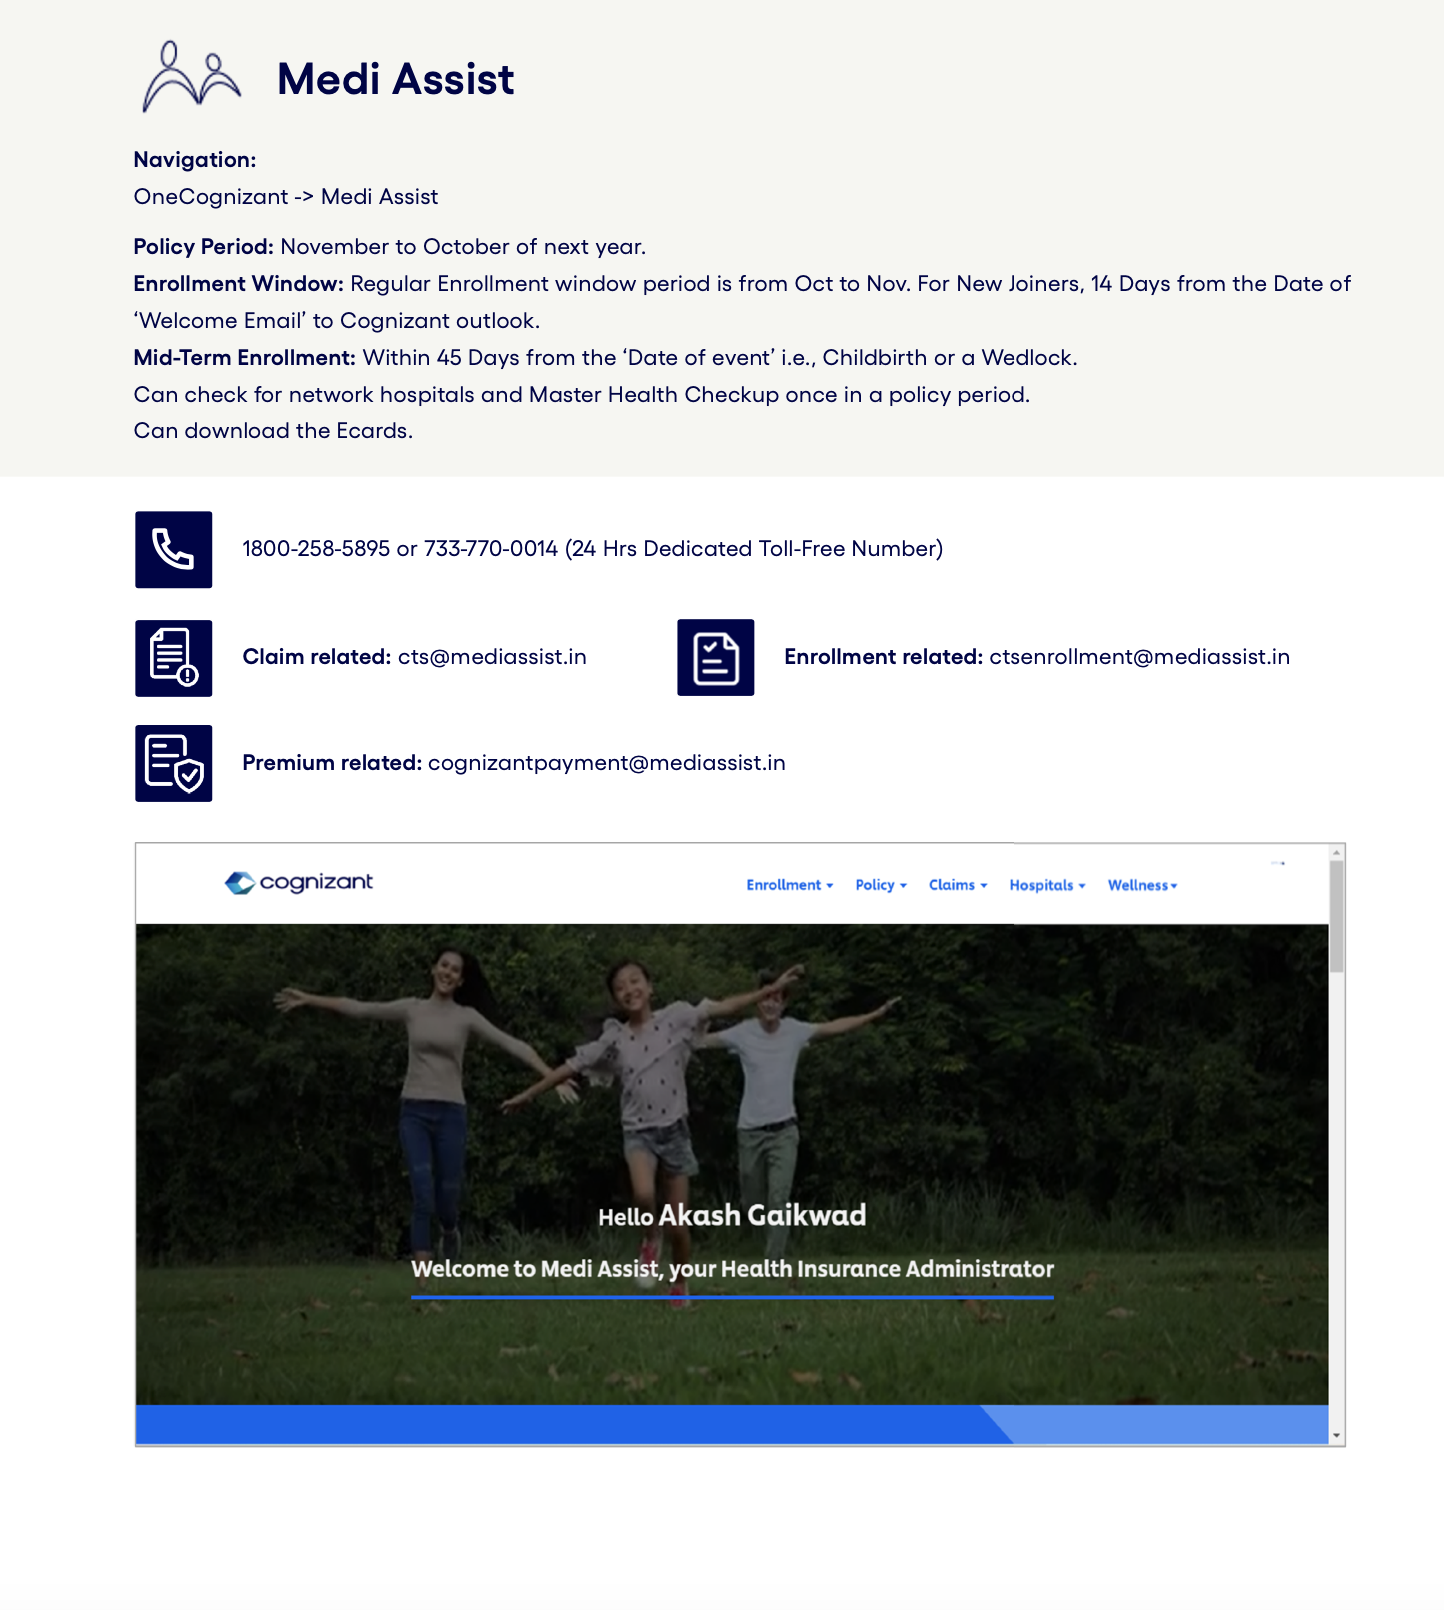 Medi Assist
Navigation:
OneCognizant -> Medi Assist
Policy Period: November to October of next year.
Enrollment Window: Regular Enrollment window period is from Oct to Nov. For New Joiners, 14 Days from the Date of
‘Welcome Email’ to Cognizant outlook.
Mid-Term Enrollment: Within 45 Days from the ‘Date of event’ i.e., Childbirth or a Wedlock.
Can check for network hospitals and Master Health Checkup once in a policy period.
Can download the Ecards.
1800-258-5895 or 733-770-0014 (24 Hrs Dedicated Toll-Free Number)
Claim related: cts@mediassist.in
Enrollment related: ctsenrollment@mediassist.in
Premium related: cognizantpayment@mediassist.in
cognizant
Enrollment Policy Claims Hospitals Wellness
Hello Akash Gaikwad
Welcome to Medi Assist, your Health Insurance Administrator